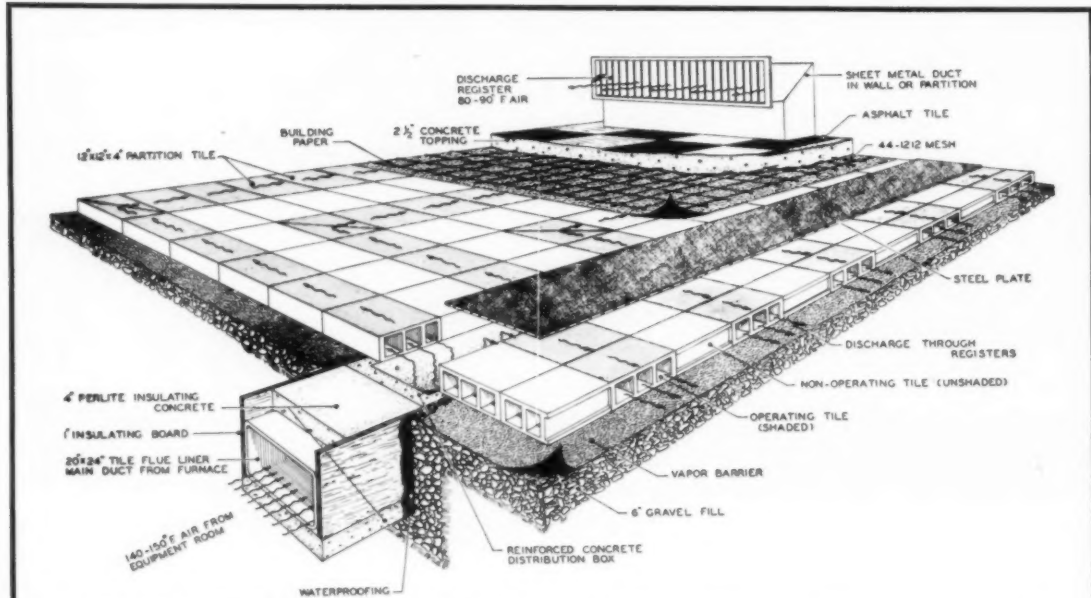 DISCHARGE
REGISTER
80-90° F AIR
SHEET METAL DUCT
IN WALL OR PARTITION
ASPHALT TILE
2 1/2" CONCRETE
TOPPING
BUILDING
PAPER
44-1212 MESH
12"x12"x4" PARTITION TILE
STEEL PLATE
DISCHARGE THROUGH
REGISTERS
NON-OPERATING TILE (UNSHADED)
OPERATING TILE
(SHADED)
VAPOR BARRIER
6" GRAVEL FILL
4" PERLITE INSULATING
CONCRETE
1" INSULATING BOARD
20"x24" TILE FLUE LINER
MAIN DUCT FROM FURNACE
140-150°F AIR FROM
EQUIPMENT ROOM
REINFORCED CONCRETE
DISTRIBUTION BOX
WATERPROOFING